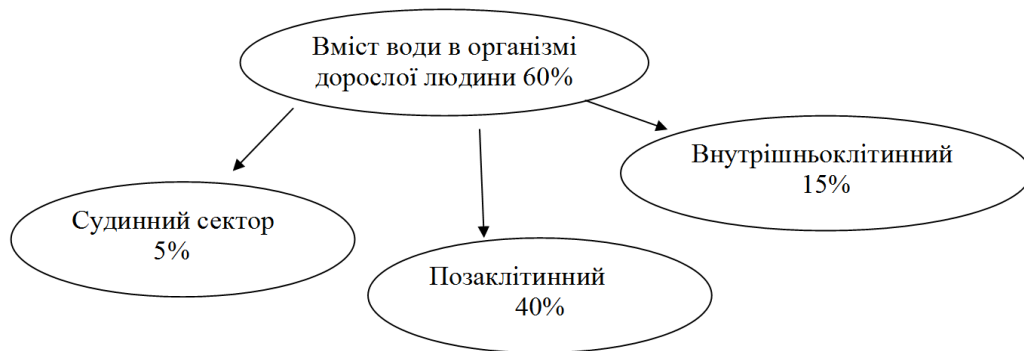 Вміст води в організмі
дорослої людини 60%
Внутрішньоклітинний
15%
Судинний сектор
5%
Позаклітинний
40%